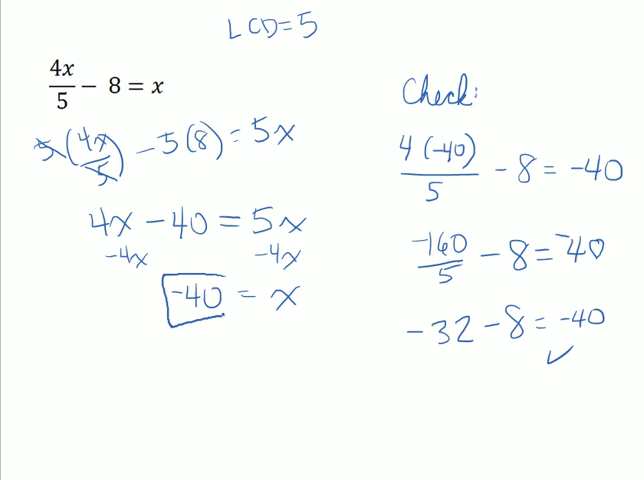 LCD=5
4x/5 − 8 = x
5(4x/5) − 5(8) = 5x
4x − 40 = 5x
−4x −4x
−40 = x
Check:
4(−40)/5 − 8 = −40
−160/5 − 8 = −40
−32 − 8 = −40
✓